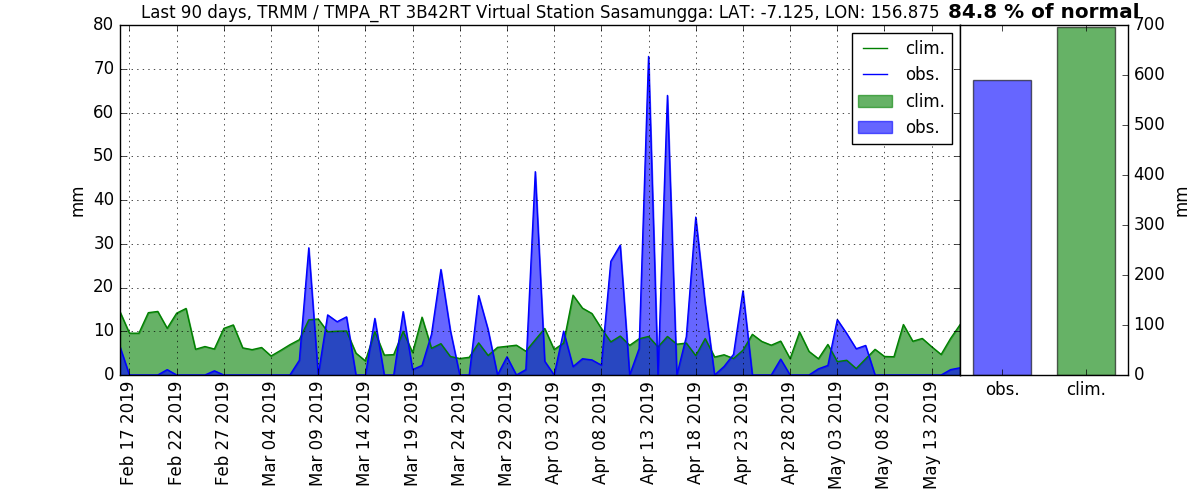 Last 90 days, TRMM / TMPA_RT 3B42RT Virtual Station Sasamungga: LAT: -7.125, LON: 156.875
84.8 % of normal
80
70
60
50
40
30
20
10
0
mm
clim.
obs.
clim.
obs.
700
600
500
400
300
200
100
0
mm
obs.
clim.
Feb 17 2019
Feb 22 2019
Feb 27 2019
Mar 04 2019
Mar 09 2019
Mar 14 2019
Mar 19 2019
Mar 24 2019
Mar 29 2019
Apr 03 2019
Apr 08 2019
Apr 13 2019
Apr 18 2019
Apr 23 2019
Apr 28 2019
May 03 2019
May 08 2019
May 13 2019